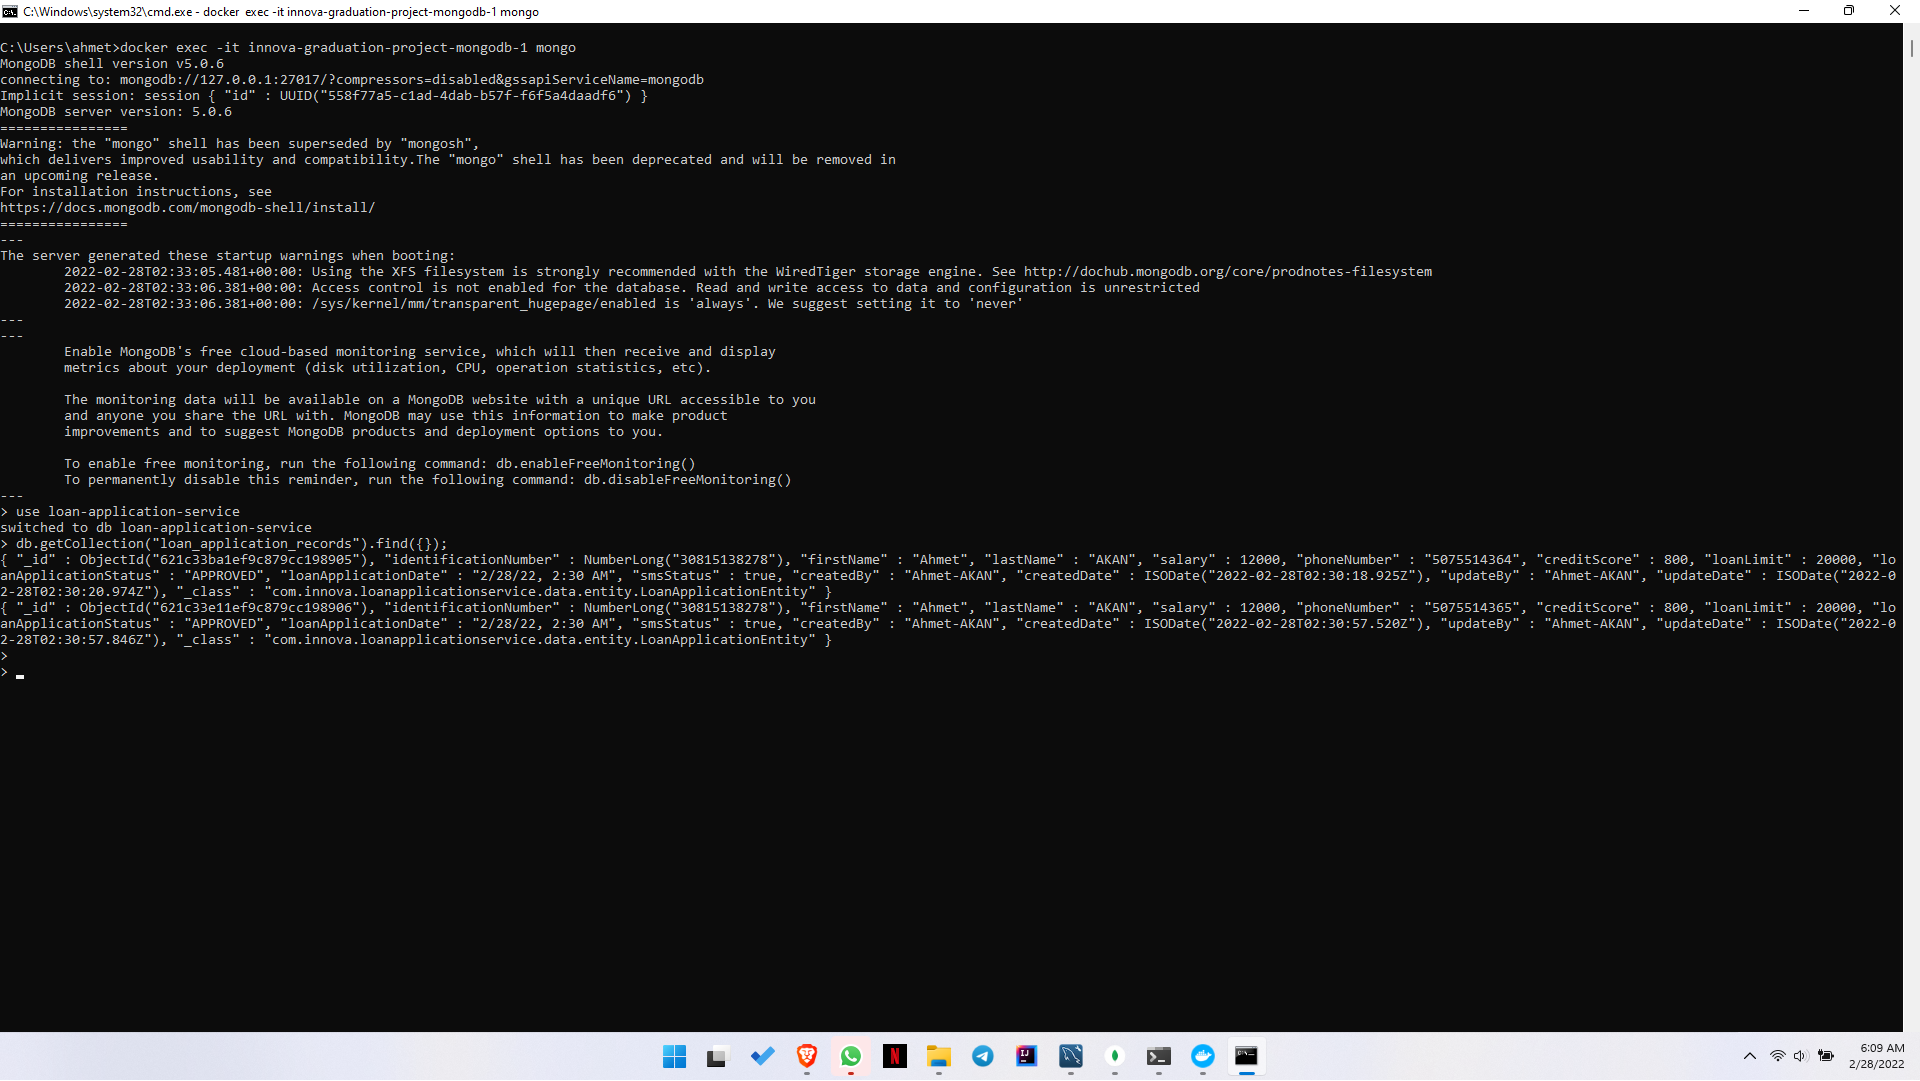 C:\Windows\system32\cmd.exe - docker  exec -it innova-graduation-project-mongodb-1 mongo
C:\Users\ahmet>docker exec -it innova-graduation-project-mongodb-1 mongo
MongoDB shell version v5.0.6
connecting to: mongodb://127.0.0.1:27017/?compressors=disabled&gssapiServiceName=mongodb
Implicit session: session { "id" : UUID("558f77a5-c1ad-4dab-b57f-f6f5a4daadf6") }
MongoDB server version: 5.0.6
================
Warning: the "mongo" shell has been superseded by "mongosh",
which delivers improved usability and compatibility.The "mongo" shell has been deprecated and will be removed in
an upcoming release.
For installation instructions, see
https://docs.mongodb.com/mongodb-shell/install/
================
---
The server generated these startup warnings when booting:
        2022-02-28T02:33:05.481+00:00: Using the XFS filesystem is strongly recommended with the WiredTiger storage engine. See http://dochub.mongodb.org/core/prodnotes-filesystem
        2022-02-28T02:33:06.381+00:00: Access control is not enabled for the database. Read and write access to data and configuration is unrestricted
        2022-02-28T02:33:06.381+00:00: /sys/kernel/mm/transparent_hugepage/enabled is 'always'. We suggest setting it to 'never'
---
---
        Enable MongoDB's free cloud-based monitoring service, which will then receive and display
        metrics about your deployment (disk utilization, CPU, operation statistics, etc).

        The monitoring data will be available on a MongoDB website with a unique URL accessible to you
        and anyone you share the URL with. MongoDB may use this information to make product
        improvements and to suggest MongoDB products and deployment options to you.

        To enable free monitoring, run the following command: db.enableFreeMonitoring()
        To permanently disable this reminder, run the following command: db.disableFreeMonitoring()
---
> use loan-application-service
switched to db loan-application-service
> db.getCollection("loan_application_records").find({});
{ "_id" : ObjectId("621c33ba1ef9c879cc198905"), "identificationNumber" : NumberLong("30815138278"), "firstName" : "Ahmet", "lastName" : "AKAN", "salary" : 12000, "phoneNumber" : "5075514364", "creditScore" : 800, "loanLimit" : 20000, "lo
anApplicationStatus" : "APPROVED", "loanApplicationDate" : "2/28/22, 2:30 AM", "smsStatus" : true, "createdBy" : "Ahmet-AKAN", "createdDate" : ISODate("2022-02-28T02:30:18.925Z"), "updateBy" : "Ahmet-AKAN", "updateDate" : ISODate("2022-0
2-28T02:30:20.974Z"), "_class" : "com.innova.loanapplicationservice.data.entity.LoanApplicationEntity" }
{ "_id" : ObjectId("621c33e11ef9c879cc198906"), "identificationNumber" : NumberLong("30815138278"), "firstName" : "Ahmet", "lastName" : "AKAN", "salary" : 12000, "phoneNumber" : "5075514365", "creditScore" : 800, "loanLimit" : 20000, "lo
anApplicationStatus" : "APPROVED", "loanApplicationDate" : "2/28/22, 2:30 AM", "smsStatus" : true, "createdBy" : "Ahmet-AKAN", "createdDate" : ISODate("2022-02-28T02:30:57.520Z"), "updateBy" : "Ahmet-AKAN", "updateDate" : ISODate("2022-0
2-28T02:30:57.846Z"), "_class" : "com.innova.loanapplicationservice.data.entity.LoanApplicationEntity" }
>
>
6:09 AM
2/28/2022